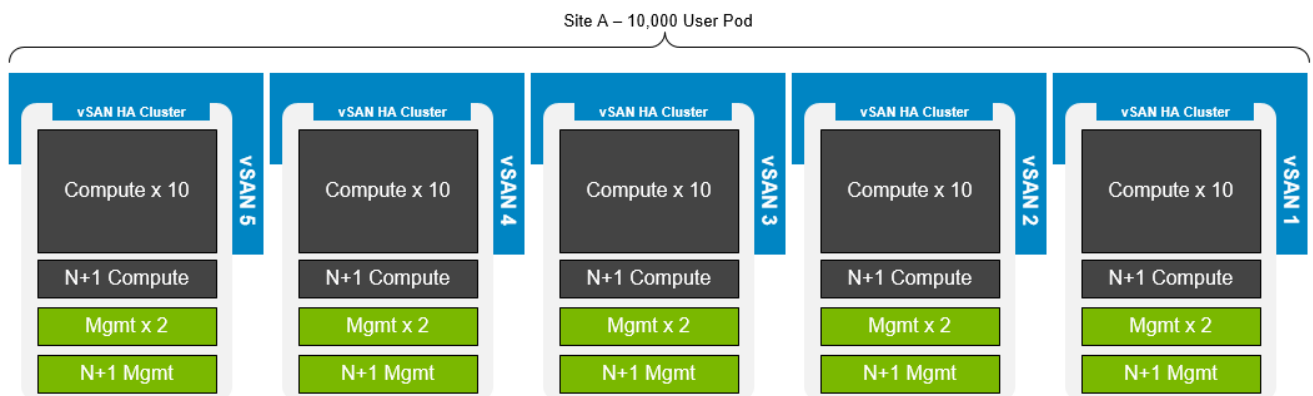 Site A – 10,000 User Pod
vSAN HA Cluster
Compute x 10
N+1 Compute
Mgmt x 2
N+1 Mgmt
vSAN 5
vSAN HA Cluster
Compute x 10
N+1 Compute
Mgmt x 2
N+1 Mgmt
vSAN 4
vSAN HA Cluster
Compute x 10
N+1 Compute
Mgmt x 2
N+1 Mgmt
vSAN 3
vSAN HA Cluster
Compute x 10
N+1 Compute
Mgmt x 2
N+1 Mgmt
vSAN 2
vSAN HA Cluster
Compute x 10
N+1 Compute
Mgmt x 2
N+1 Mgmt
vSAN 1